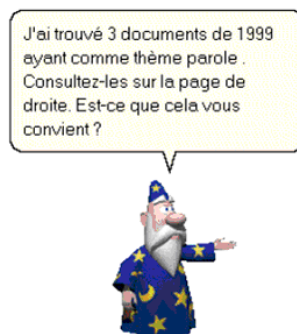 J'ai trouvé 3 documents de 1999
ayant comme thème parole .
Consultez-les sur la page de
droite. Est-ce que cela vous
convient ?